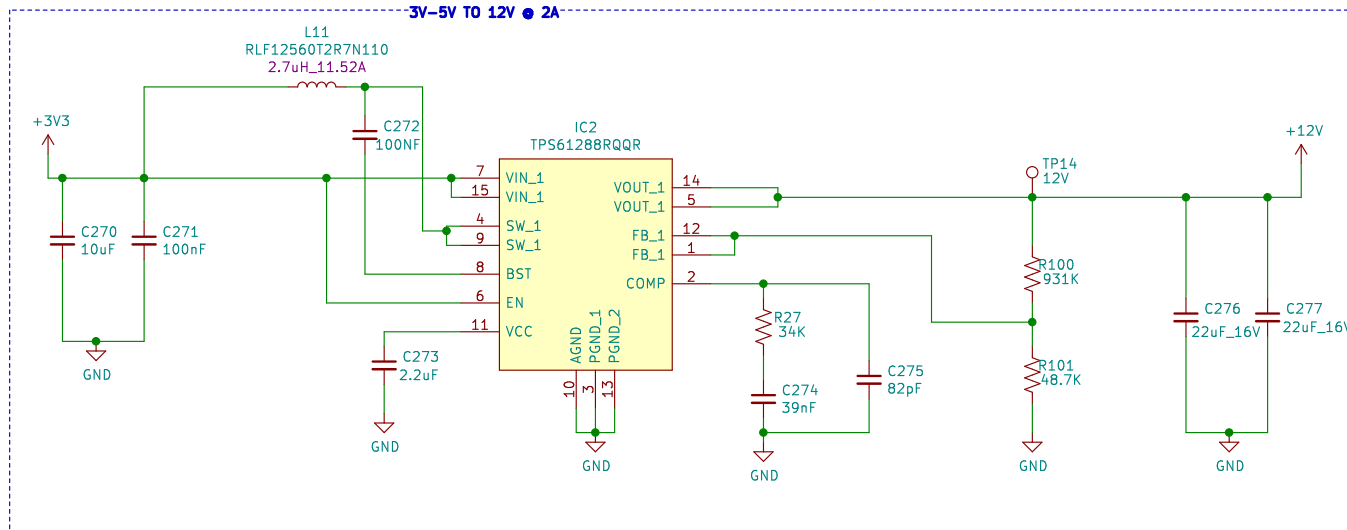 3V-5V TO 12V @ 2A
L11
RLF12560T2R7N110
2.7uH_11.52A
+3V3
C272
100NF
IC2
TPS61288RQQR
+12V
TP14
12V
7
VIN_1
15
VIN_1
4
SW_1
9
SW_1
8
BST
6
EN
11
VCC
VOUT_1
14
VOUT_1
5
FB_1
12
FB_1
1
COMP
2
AGND
PGND_1
PGND_2
10
3
13
C270
10uF
C271
100nF
GND
C273
2.2uF
GND
GND
R27
34K
C274
39nF
C275
82pF
GND
R100
931K
R101
48.7K
GND
C276
22uF_16V
C277
22uF_16V
GND